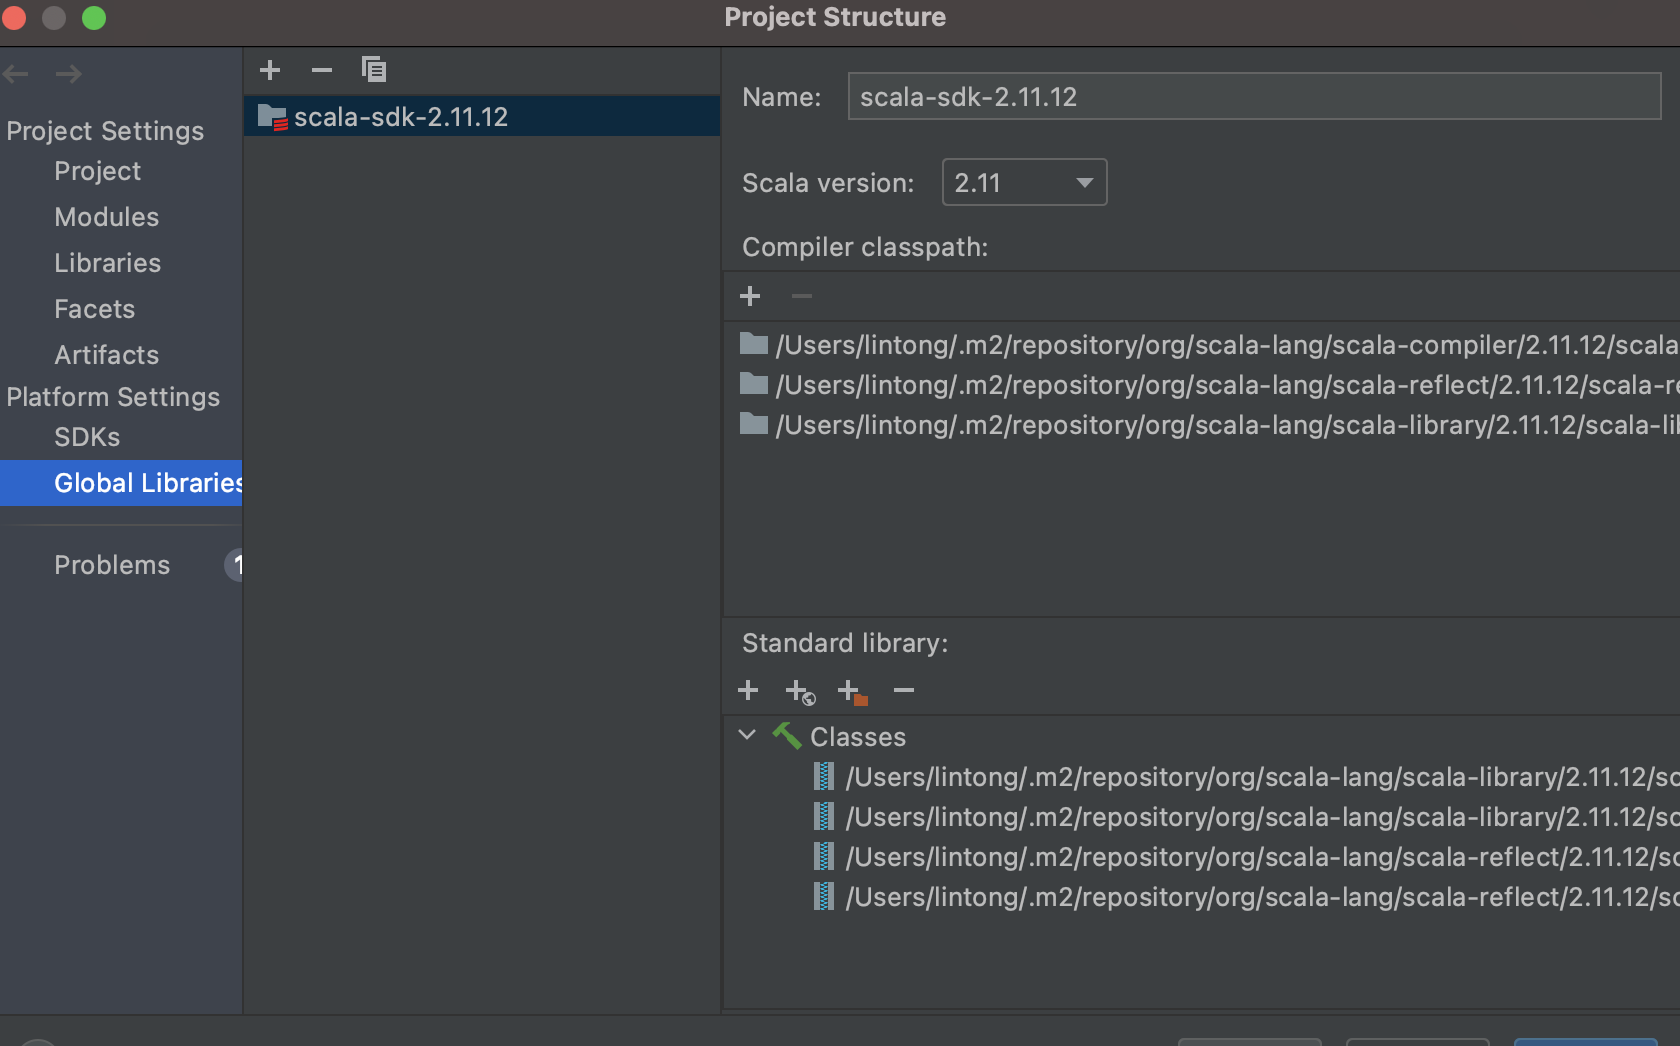 Project Structure
Project Settings
Project
Modules
Libraries
Facets
Artifacts
Platform Settings
SDKs
Global Libraries
Problems
1
scala-sdk-2.11.12
Name: scala-sdk-2.11.12
Scala version: 2.11
Compiler classpath:
/Users/lintong/.m2/repository/org/scala-lang/scala-compiler/2.11.12/scala
/Users/lintong/.m2/repository/org/scala-lang/scala-reflect/2.11.12/scala-re
/Users/lintong/.m2/repository/org/scala-lang/scala-library/2.11.12/scala-li
Standard library:
Classes
/Users/lintong/.m2/repository/org/scala-lang/scala-library/2.11.12/sc
/Users/lintong/.m2/repository/org/scala-lang/scala-library/2.11.12/sc
/Users/lintong/.m2/repository/org/scala-lang/scala-reflect/2.11.12/sc
/Users/lintong/.m2/repository/org/scala-lang/scala-reflect/2.11.12/sc